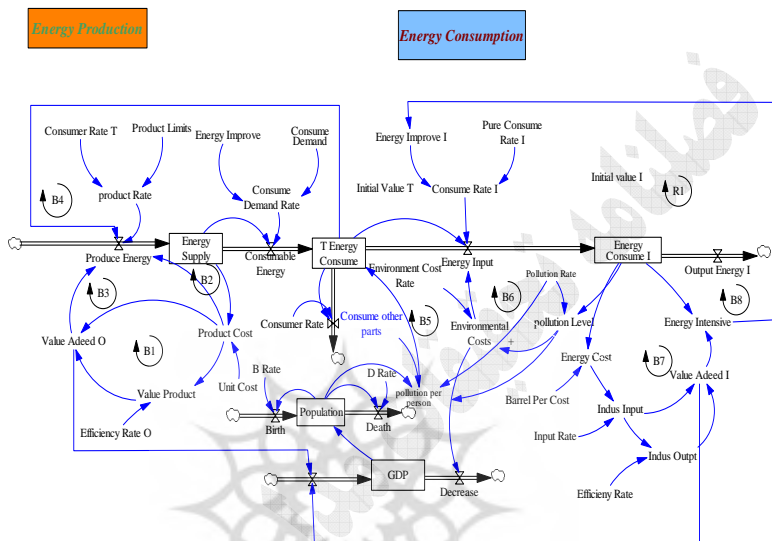 Energy Production
Energy Consumption
Consumer Rate T
Product Limits
Energy Improve
Consume
Demand
Energy Improve I
Pure Consume
Rate I
Initial Value T
Initial value I
B4
product Rate
Consume
Demand Rate
Consume Rate I
R1
Produce Energy
Energy
Supply
Consumable
Energy
T Energy
Consume
Energy Input
Energy
Consume I
Output Energy I
B3
B2
Environment Cost
Rate
Pollution Rate
B6
B8
Value Adeed O
B1
Product Cost
Consumer Rate
Consume other
parts
B5
Environmental
Costs
+
pollution Level
Energy Intensive
Energy Cost
B7
Value Adeed I
Value Product
Unit Cost
B Rate
D Rate
pollution per
person
Barrel Per Cost
Indus Input
Efficiency Rate O
Birth
Population
Death
Input Rate
Indus Outpt
GDP
Decrease
Efficieny Rate
فصلنامه